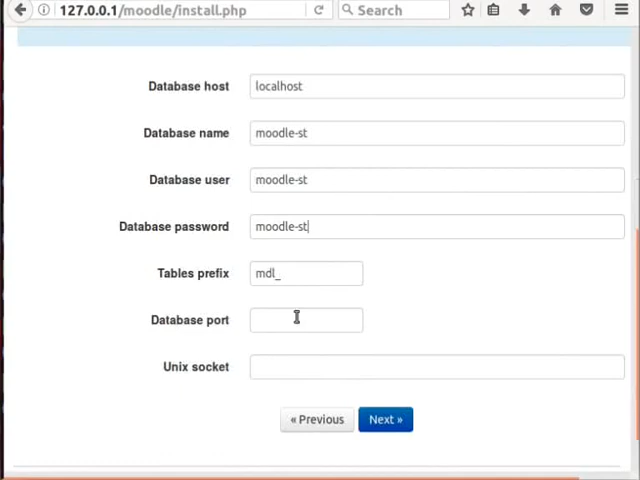 127.0.0.1/moodle/install.php
Search
Database host localhost
Database name moodle-st
Database user moodle-st
Database password moodle-st
Tables prefix mdl_
Database port
Unix socket
« Previous Next »